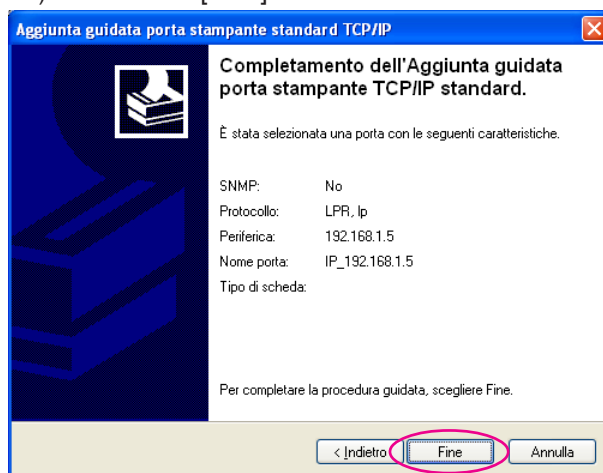 Aggiunta guidata porta stampante standard TCP/IP
Completamento dell'Aggiunta guidata
porta stampante TCP/IP standard.
È stata selezionata una porta con le seguenti caratteristiche.
SNMP: No
Protocollo: LPR, lp
Periferica: 192.168.1.5
Nome porta: IP_192.168.1.5
Tipo di scheda:
Per completare la procedura guidata, scegliere Fine.
< Indietro Fine Annulla